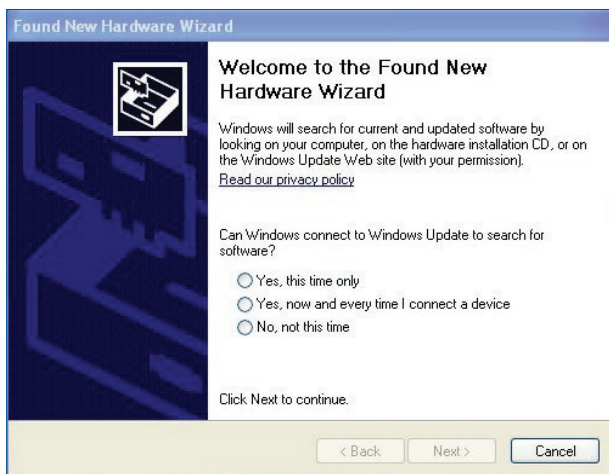 Found New Hardware Wizard
Welcome to the Found New
Hardware Wizard
Windows will search for current and updated software by
looking on your computer, on the hardware installation CD, or on
the Windows Update Web site (with your permission).
Read our privacy policy
Can Windows connect to Windows Update to search for
software?
Yes, this time only
Yes, now and every time I connect a device
No, not this time
Click Next to continue.
< Back
Next >
Cancel